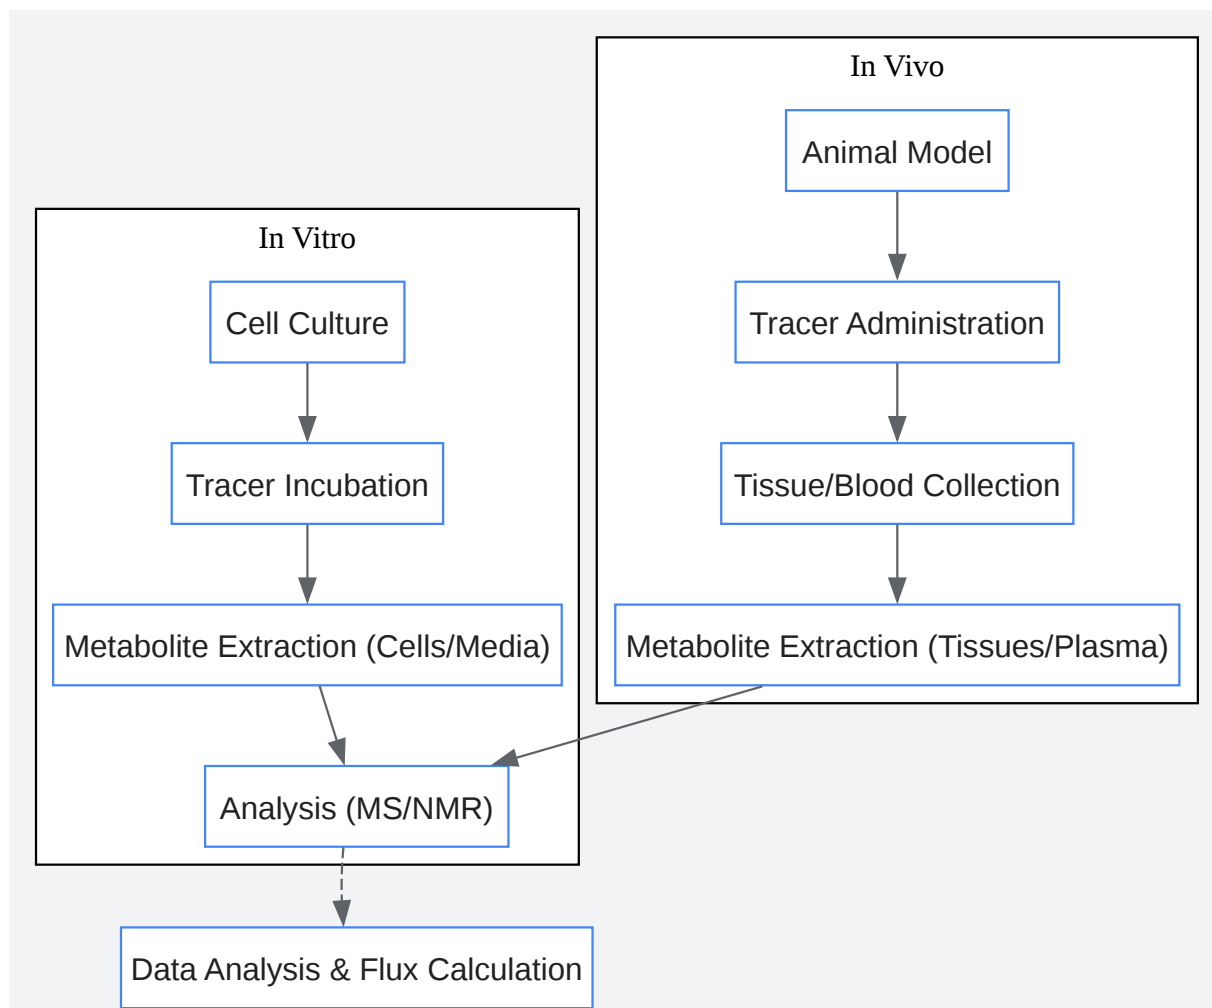 In Vivo
Animal Model
Tracer Administration
Tissue/Blood Collection
Metabolite Extraction (Tissues/Plasma)
In Vitro
Cell Culture
Tracer Incubation
Metabolite Extraction (Cells/Media)
Analysis (MS/NMR)
Data Analysis & Flux Calculation